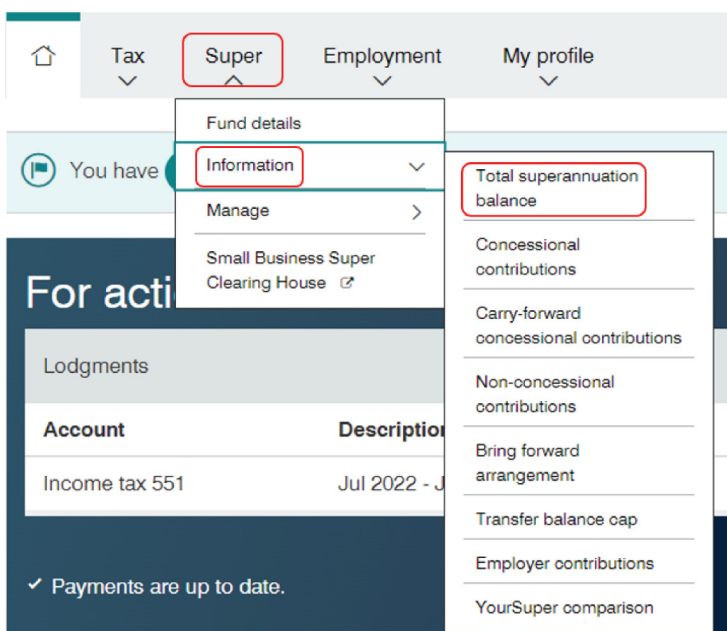 Tax
Super
Employment
My profile
Fund details
Information
Manage
Small Business Super
Clearing House
Total superannuation
balance
Concessional
contributions
Carry-forward
concessional contributions
Non-concessional
contributions
Bring forward
arrangement
Transfer balance cap
Employer contributions
YourSuper comparison
You have
For acti
Lodgments
Account
Description
Income tax 551
Jul 2022 - J
Payments are up to date.